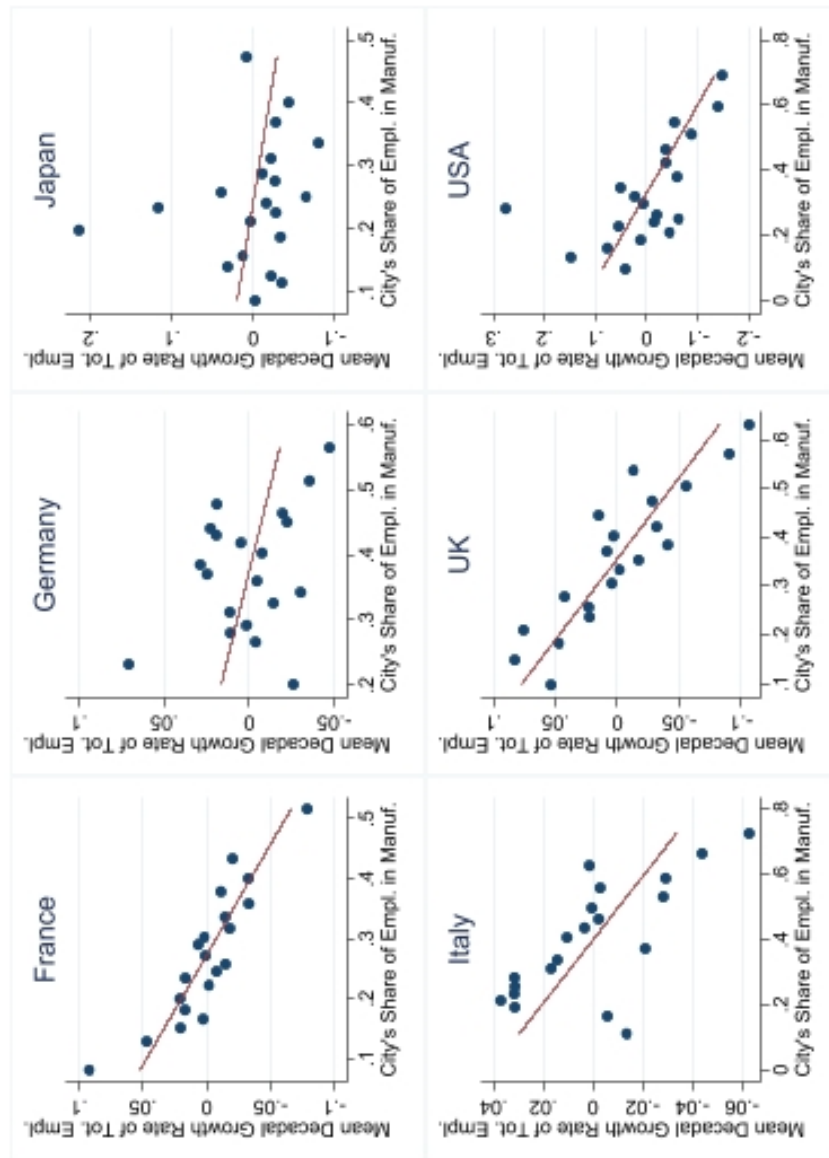 France
Mean Decadal Growth Rate of Tot. Empl.
.1
.05
0
-.05
-.1
.1 .2 .3 .4 .5
City's Share of Empl. in Manuf.
Germany
Mean Decadal Growth Rate of Tot. Empl.
.1
.05
0
-.05
.2 .3 .4 .5 .6
City's Share of Empl. in Manuf.
Japan
Mean Decadal Growth Rate of Tot. Empl.
.2
.1
0
-.1
.1 .2 .3 .4 .5
City's Share of Empl. in Manuf.
Italy
Mean Decadal Growth Rate of Tot. Empl.
.04
.02
0
-.02
-.04
-.06
0 .2 .4 .6 .8
City's Share of Empl. in Manuf.
UK
Mean Decadal Growth Rate of Tot. Empl.
.1
.05
0
-.05
-.1
.1 .2 .3 .4 .5 .6
City's Share of Empl. in Manuf.
USA
Mean Decadal Growth Rate of Tot. Empl.
.3
.2
.1
0
-.1
-.2
0 .2 .4 .6 .8
City's Share of Empl. in Manuf.